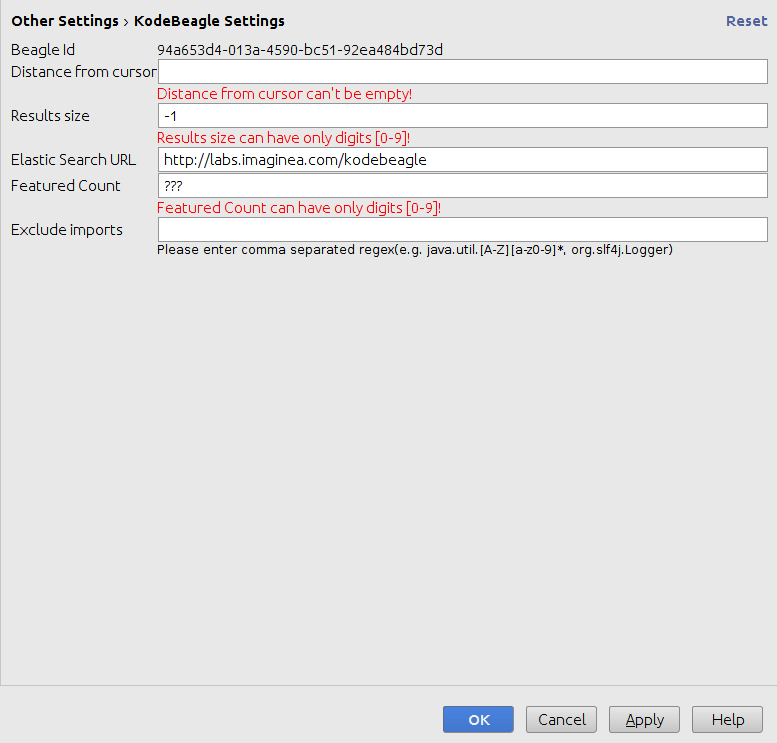 Other Settings › KodeBeagle Settings Reset
Beagle Id 94a653d4-013a-4590-bc51-92ea484bd73d
Distance from cursor
Distance from cursor can't be empty!
Results size -1
Results size can have only digits [0-9]!
Elastic Search URL http://labs.imaginea.com/kodebeagle
Featured Count ???
Featured Count can have only digits [0-9]!
Exclude imports
Please enter comma separated regex(e.g. java.util.[A-Z][a-z0-9]*, org.slf4j.Logger)
OK Cancel Apply Help